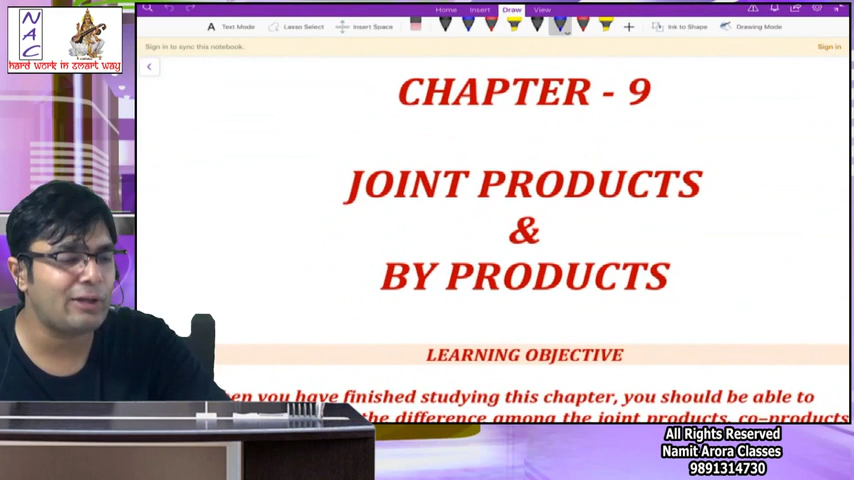 NAC
hard work in smart way
Home Insert Draw View
Text Mode
Lasso Select
Insert Space
Ink to Shape
Drawing Mode
Sign in to sync this notebook.
Sign in
CHAPTER - 9
JOINT PRODUCTS
&
BY PRODUCTS
LEARNING OBJECTIVE
you have finished studying this chapter, you should be able to
the difference among the joint products, co-products
All Rights Reserved
Namit Arora Classes
9891314730